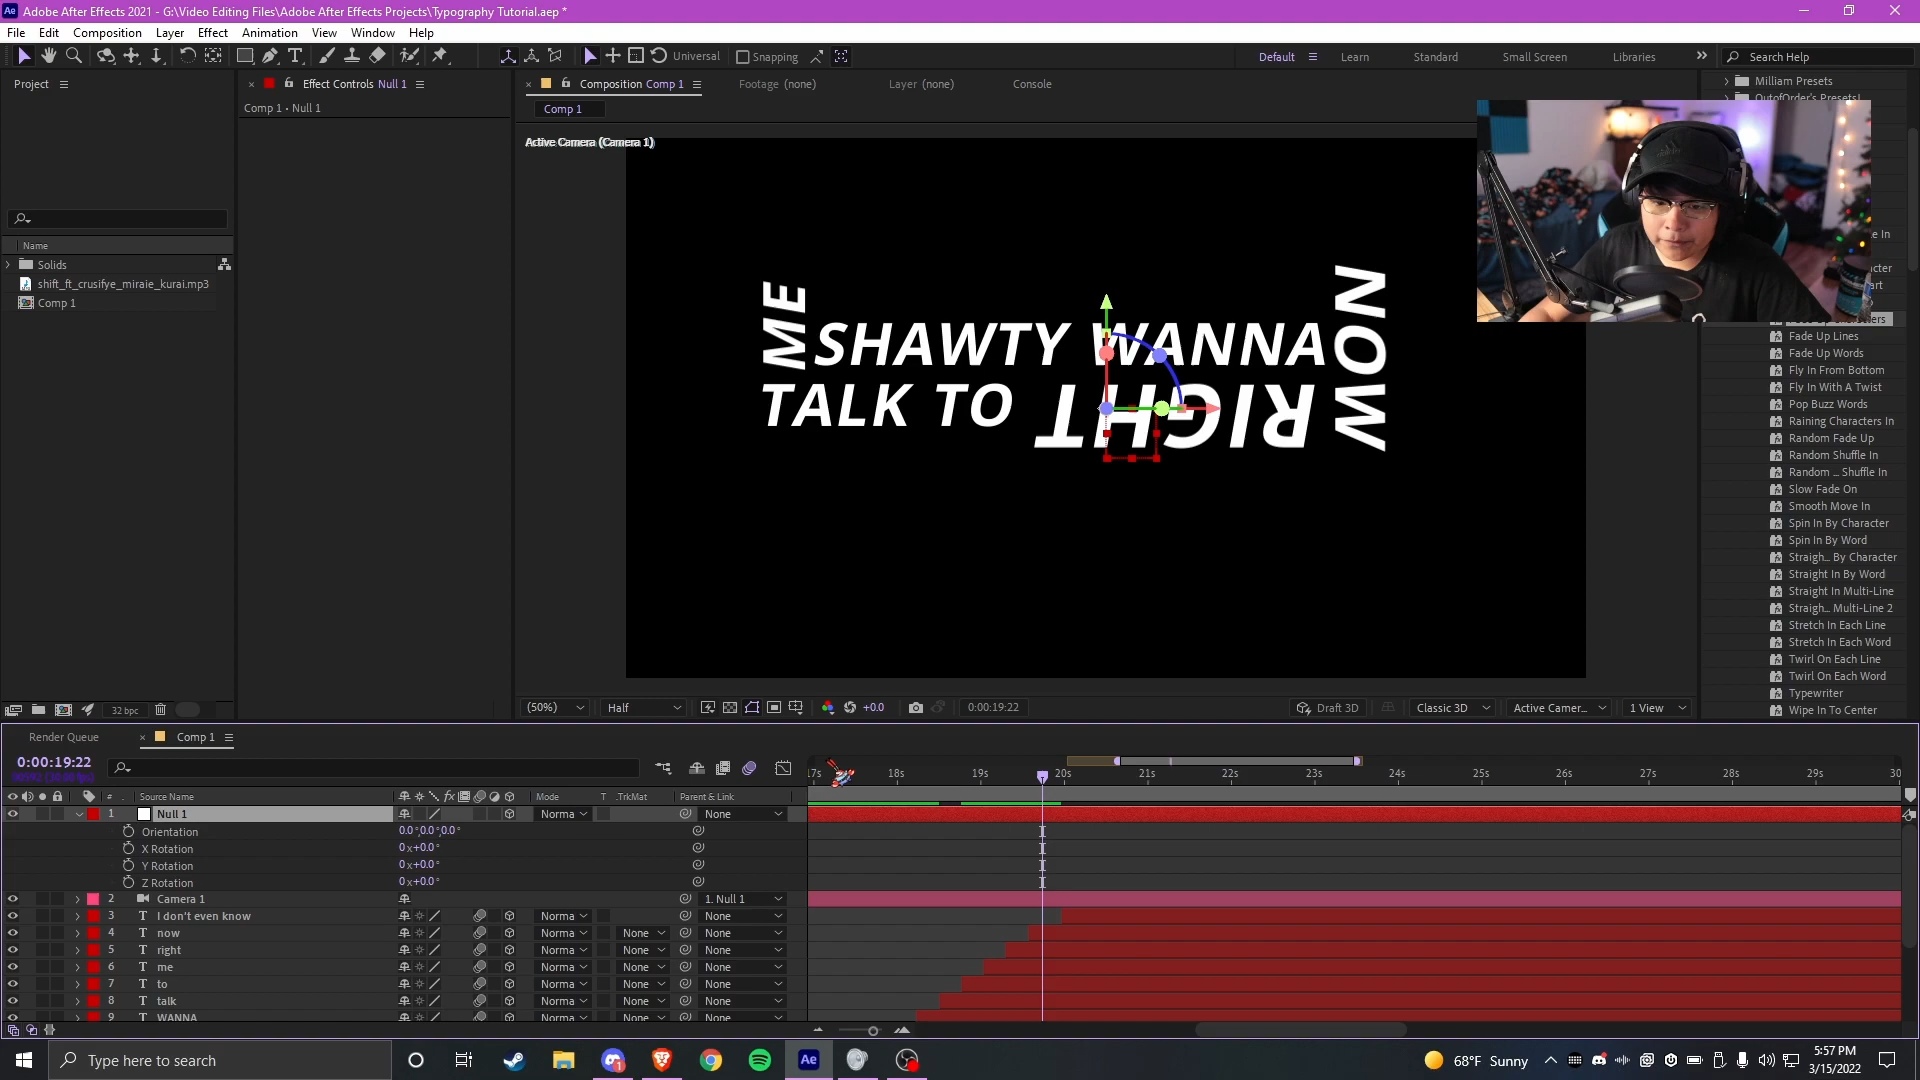 Adobe After Effects 2021 - G:\Video Editing Files\Adobe After Effects Projects\Typography Tutorial.aep *
File Edit Composition Layer Effect Animation View Window Help
Universal Snapping Default Learn Standard Small Screen Libraries Search Help
Project
Effect Controls Null 1
Composition Comp 1
Footage (none)
Layer (none)
Console
Milliam Presets
OutofOrder's Presets!
Comp 1 • Null 1
Comp 1
Active Camera (Camera 1)
Name
Solids
shift_ft_crusifye_miraie_kurai.mp3
Comp 1
ME
SHAWTY WANNA
TALK TO
RIGHT
NOW
Fade Up Lines
Fade Up Words
Fly In From Bottom
Fly In With A Twist
Pop Buzz Words
Raining Characters In
Random Fade Up
Random Shuffle In
Random ... Shuffle In
Slow Fade On
Smooth Move In
Spin In By Character
Spin In By Word
Straigh... By Character
Straight In By Word
Straight In Multi-Line
Straigh... Multi-Line 2
Stretch In Each Line
Stretch In Each Word
Twirl On Each Line
Twirl On Each Word
Typewriter
Wipe In To Center
32 bpc
(50%) Half +0.0 0:00:19:22 Draft 3D Classic 3D Active Camer... 1 View
Render Queue
Comp 1
0:00:19:22
00592 (30.00 fps)
17s 18s 19s 20s 21s 22s 23s 24s 25s 26s 27s 28s 29s 30
# Source Name Mode T .TrkMat Parent & Link
1 Null 1 Norma None
Orientation 0.0°,0.0°,0.0°
X Rotation 0x+0.0°
Y Rotation 0x+0.0°
Z Rotation 0x+0.0°
2 Camera 1 1. Null 1
3 T I don't even know Norma None
4 T now Norma None None
5 T right Norma None None
6 T me Norma None None
7 T to Norma None None
8 T talk Norma None None
9 T WANNA Norma None None
Type here to search
Ae
68°F Sunny
5:57 PM
3/15/2022